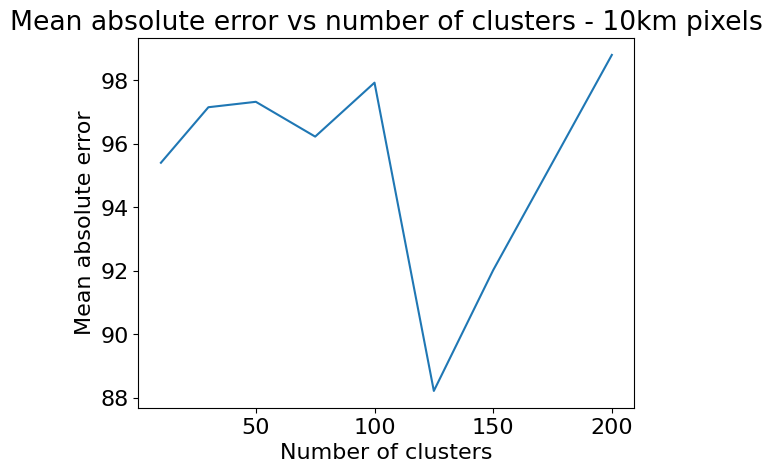 Mean absolute error vs number of clusters - 10km pixels
Mean absolute error
98
96
94
92
90
88
50 100 150 200
Number of clusters